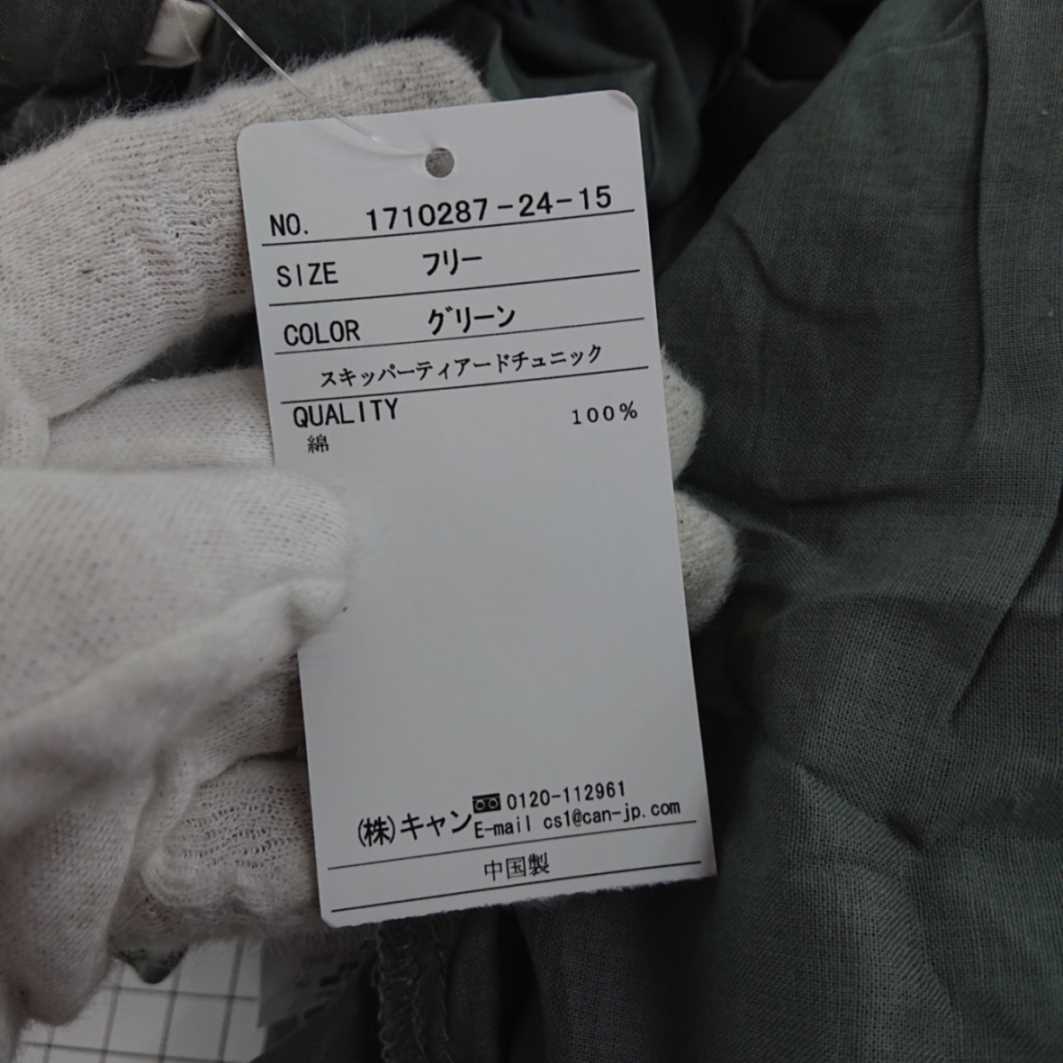 NO. 1710287-24-15
SIZE フリー
COLOR グリーン
スキッパーティアードチュニック
QUALITY 100%
綿
(株)キャン 0120-112961
E-mail cs1@can-jp.com
中国製